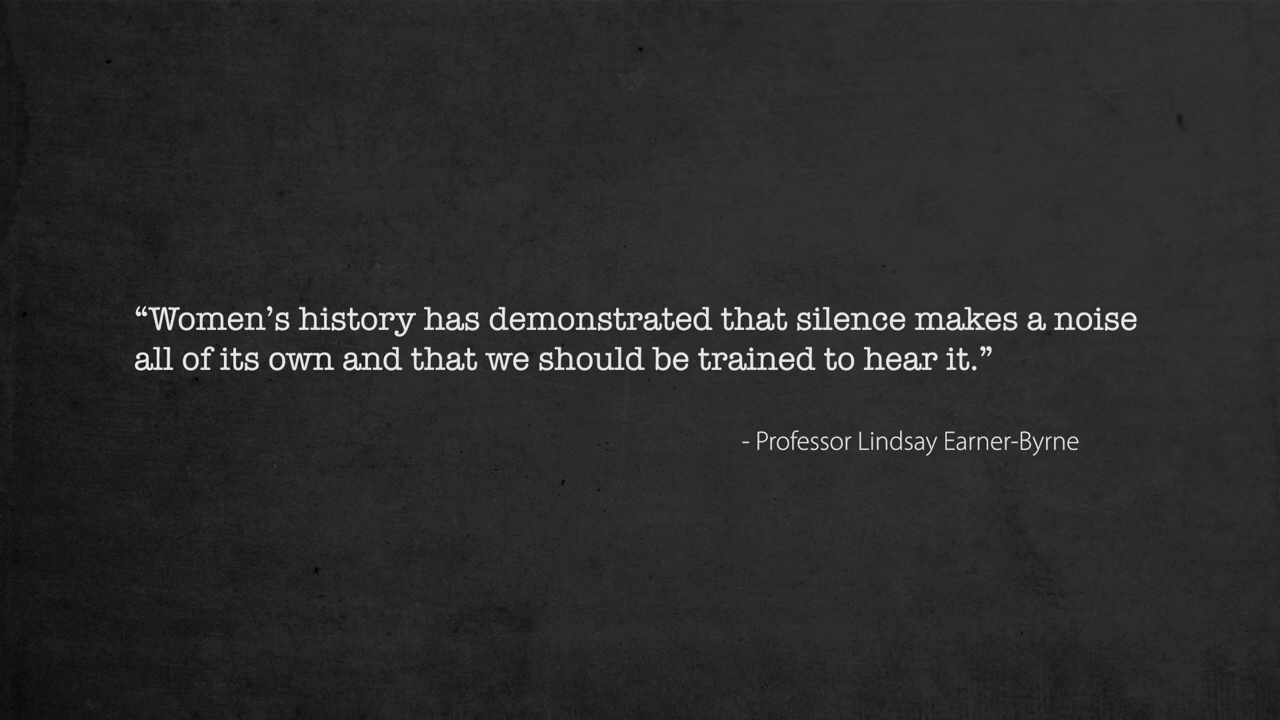 “Women’s history has demonstrated that silence makes a noise
all of its own and that we should be trained to hear it.”
- Professor Lindsay Earner-Byrne